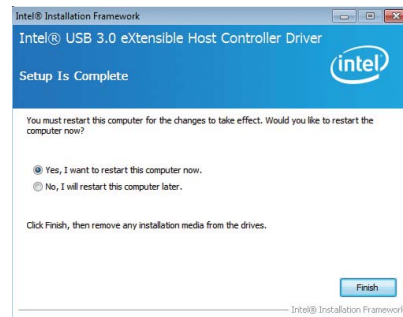 Intel® Installation Framework
Intel® USB 3.0 eXtensible Host Controller Driver
intel
Setup Is Complete
You must restart this computer for the changes to take effect. Would you like to restart the
computer now?
Yes, I want to restart this computer now.
No, I will restart this computer later.
Click Finish, then remove any installation media from the drives.
Finish
Intel® Installation Framework